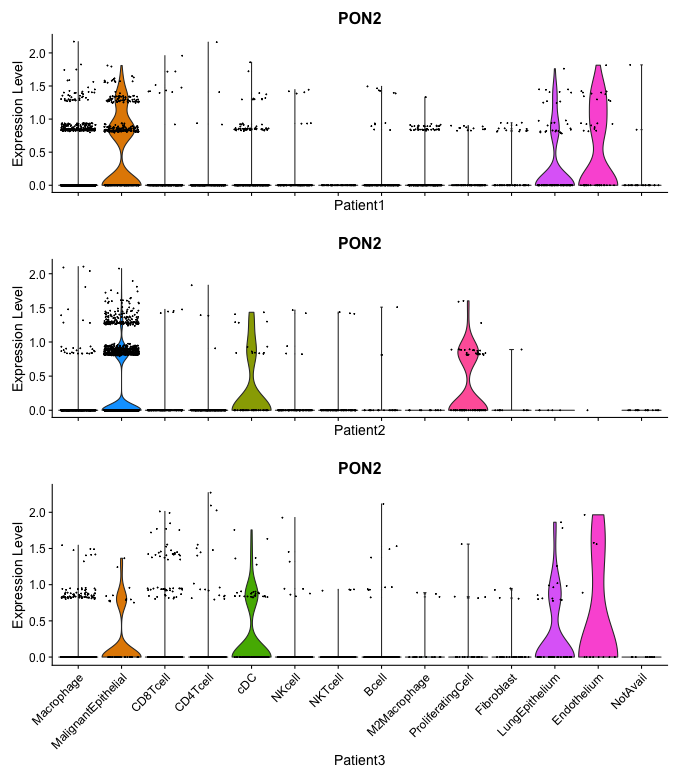 PON2
Expression Level
2.0
1.5
1.0
0.5
0.0
Patient1
PON2
Expression Level
2.0
1.5
1.0
0.5
0.0
Patient2
PON2
Expression Level
2.0
1.5
1.0
0.5
0.0
Macrophage
MalignantEpithelial
CD8Tcell
CD4Tcell
cDC
NKcell
NKTcell
Bcell
M2Macrophage
ProliferatingCell
Fibroblast
LungEpithelium
Endothelium
NotAvail
Patient3